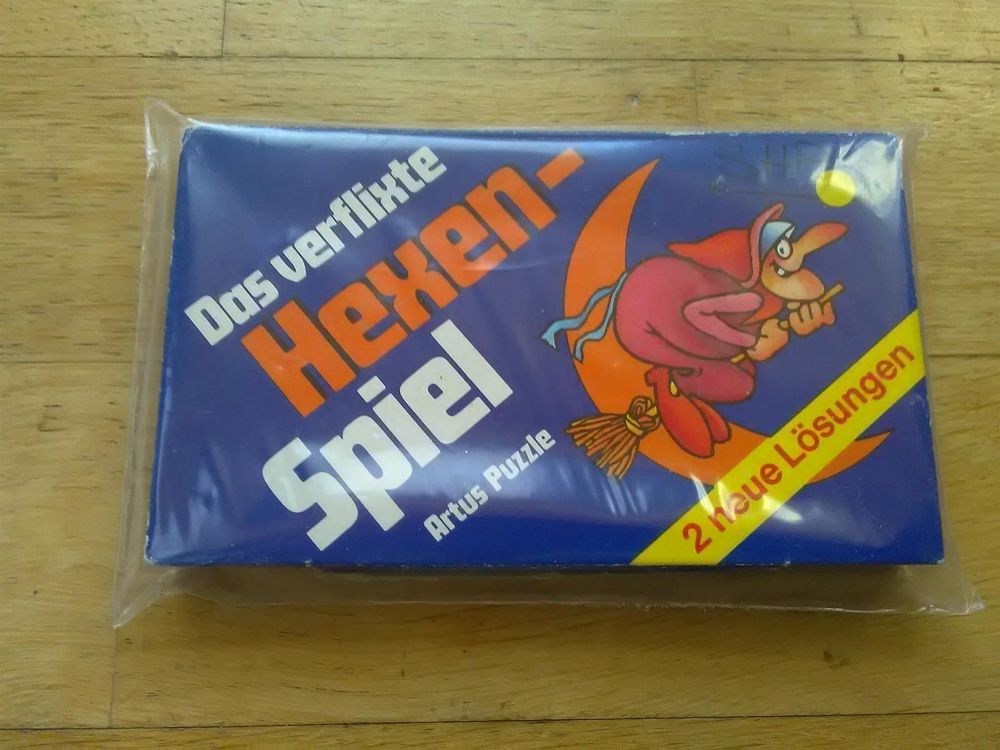 Das verflixte
Hexen-
Spiel
Artus Puzzle
2 neue Lösungen